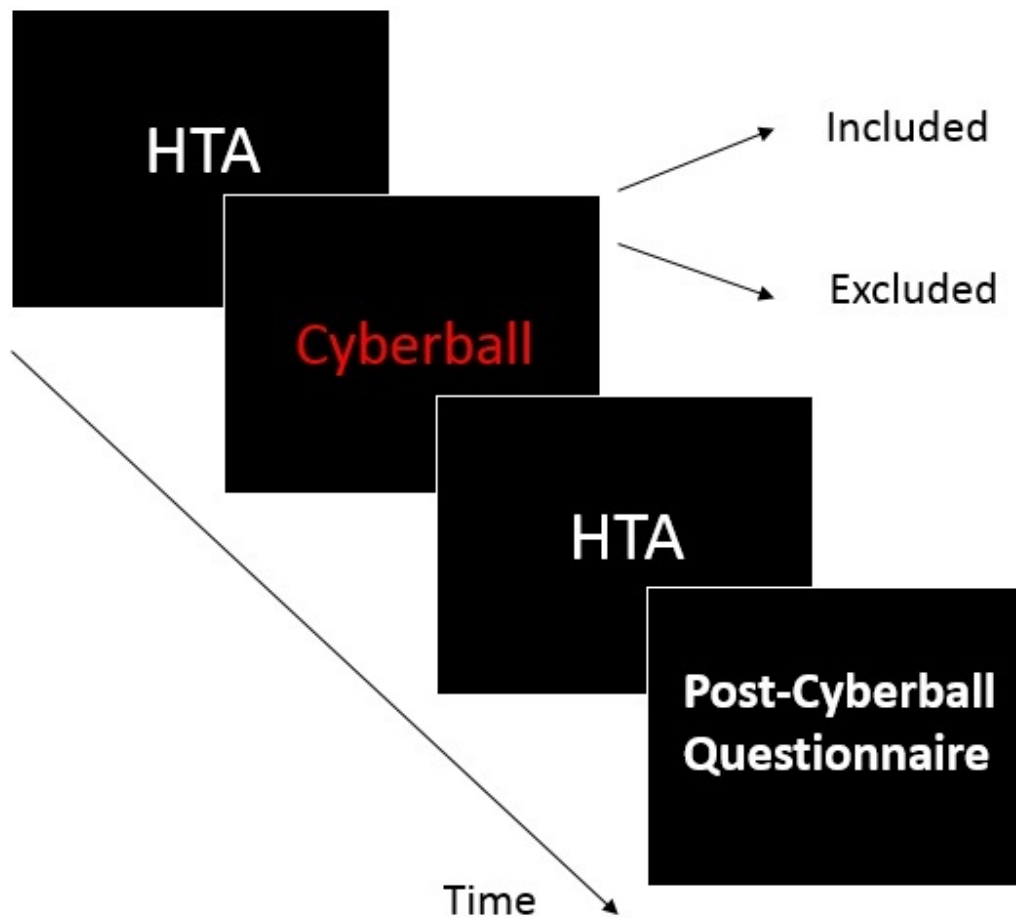 HTA
Included
Cyberball
Excluded
HTA
Post-Cyberball
Questionnaire
Time